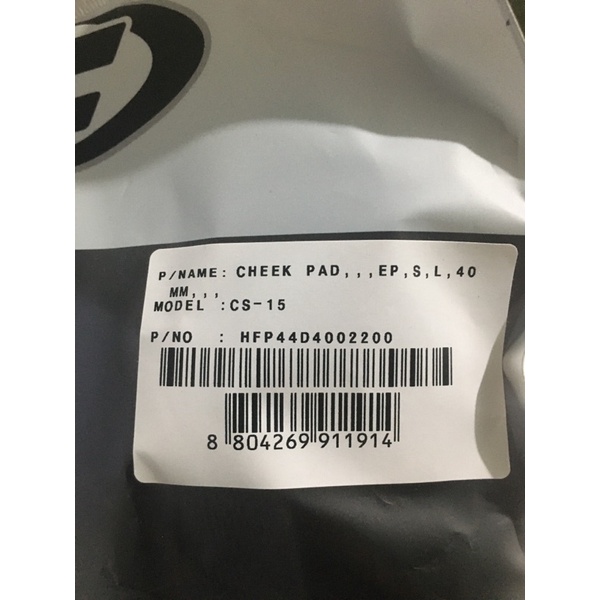 P/NAME: CHEEK PAD,,,EP,S,L,40
MM,,,
MODEL :CS-15
P/NO : HFP44D4002200
8 804269 911914